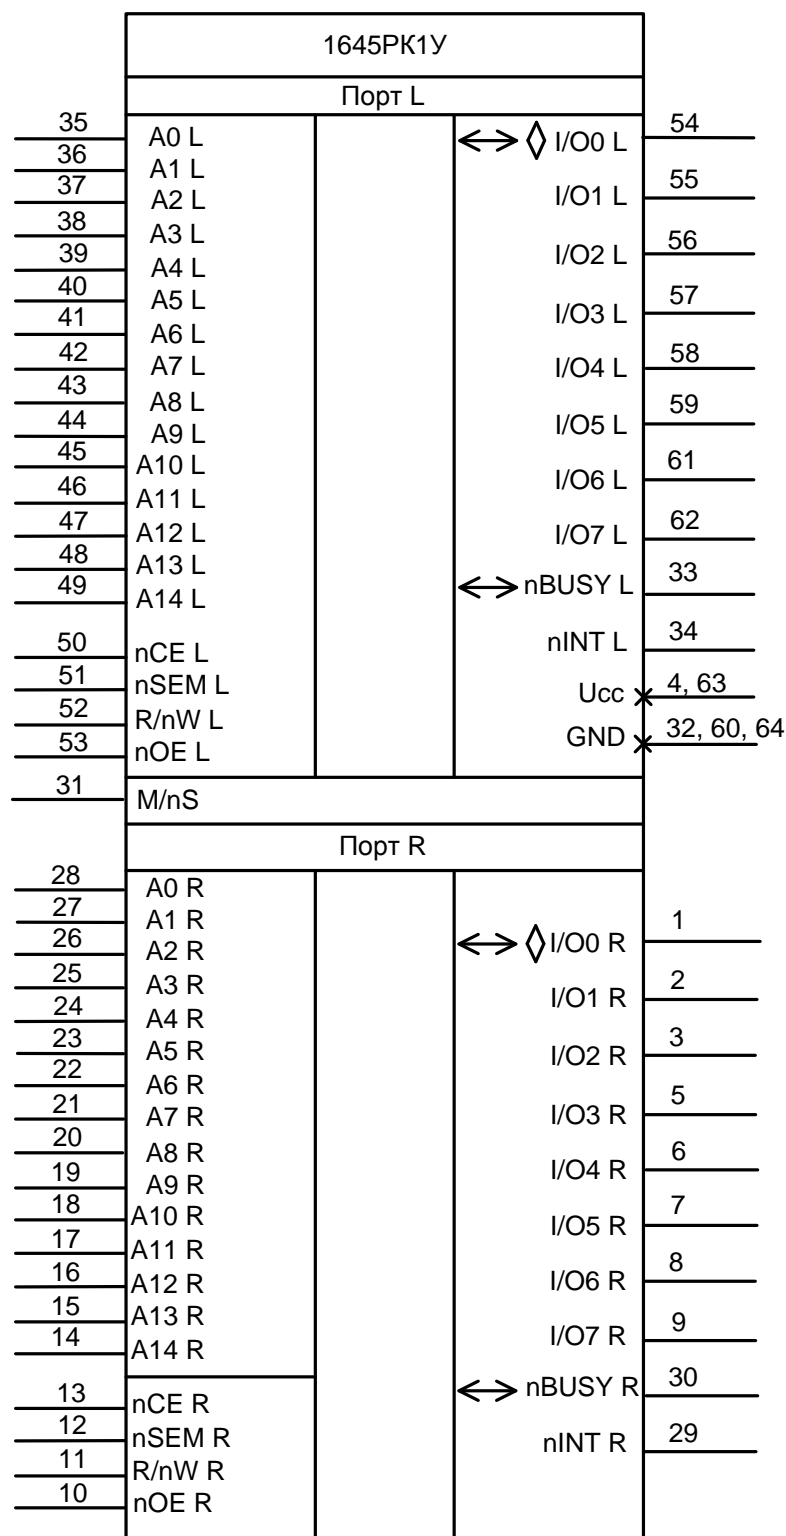 1645РК1У
Порт L
35 A0 L
36 A1 L
37 A2 L
38 A3 L
39 A4 L
40 A5 L
41 A6 L
42 A7 L
43 A8 L
44 A9 L
45 A10 L
46 A11 L
47 A12 L
48 A13 L
49 A14 L
50 nCE L
51 nSEM L
52 R/nW L
53 nOE L
I/O0 L 54
I/O1 L 55
I/O2 L 56
I/O3 L 57
I/O4 L 58
I/O5 L 59
I/O6 L 61
I/O7 L 62
nBUSY L 33
nINT L 34
Ucc 4, 63
GND 32, 60, 64
31 M/nS
Порт R
28 A0 R
27 A1 R
26 A2 R
25 A3 R
24 A4 R
23 A5 R
22 A6 R
21 A7 R
20 A8 R
19 A9 R
18 A10 R
17 A11 R
16 A12 R
15 A13 R
14 A14 R
13 nCE R
12 nSEM R
11 R/nW R
10 nOE R
I/O0 R 1
I/O1 R 2
I/O2 R 3
I/O3 R 5
I/O4 R 6
I/O5 R 7
I/O6 R 8
I/O7 R 9
nBUSY R 30
nINT R 29